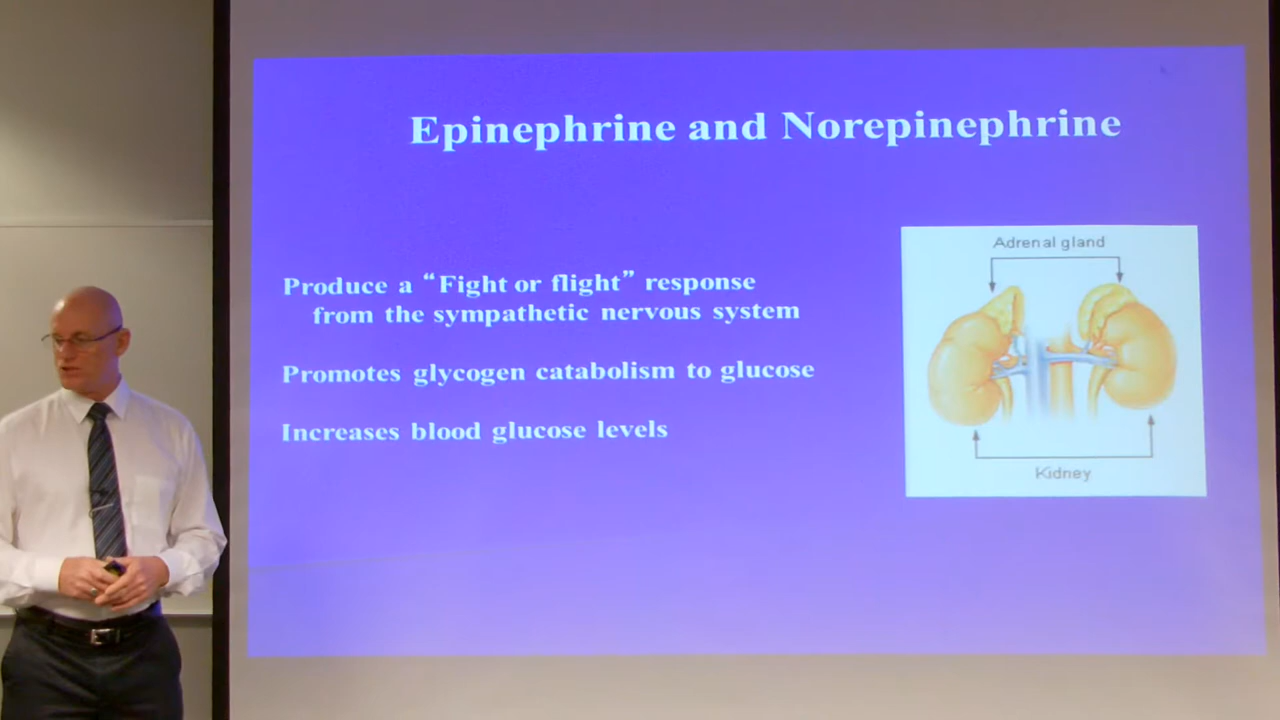 Epinephrine and Norepinephrine
Produce a “Fight or flight” response
from the sympathetic nervous system
Promotes glycogen catabolism to glucose
Increases blood glucose levels
Adrenal gland
Kidney